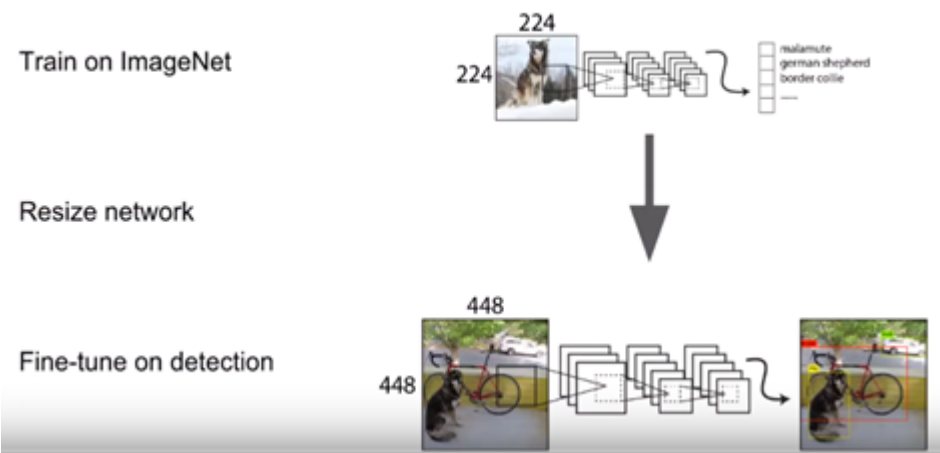 224
Train on ImageNet
224
malamute
german shepherd
border collie
Resize network
448
Fine-tune on detection
448